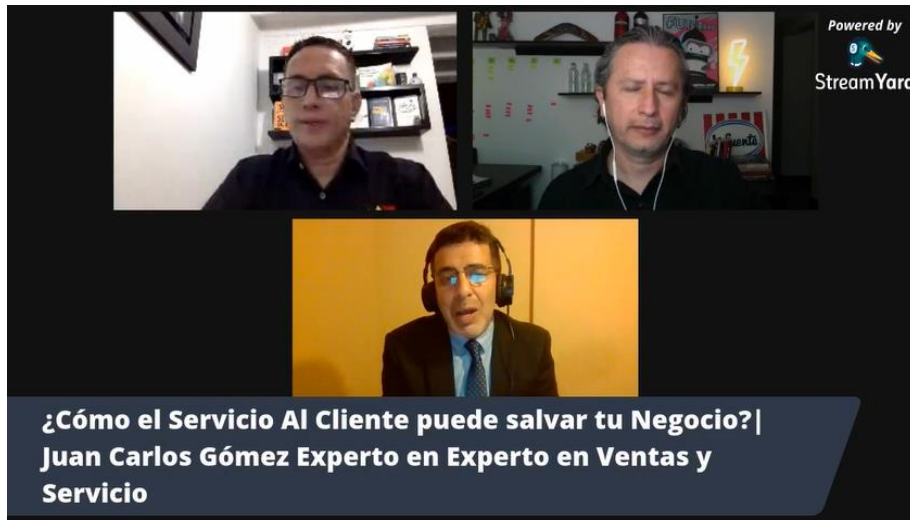 Powered by
StreamYard
¿Cómo el Servicio Al Cliente puede salvar tu Negocio?|
Juan Carlos Gómez Experto en Experto en Ventas y
Servicio